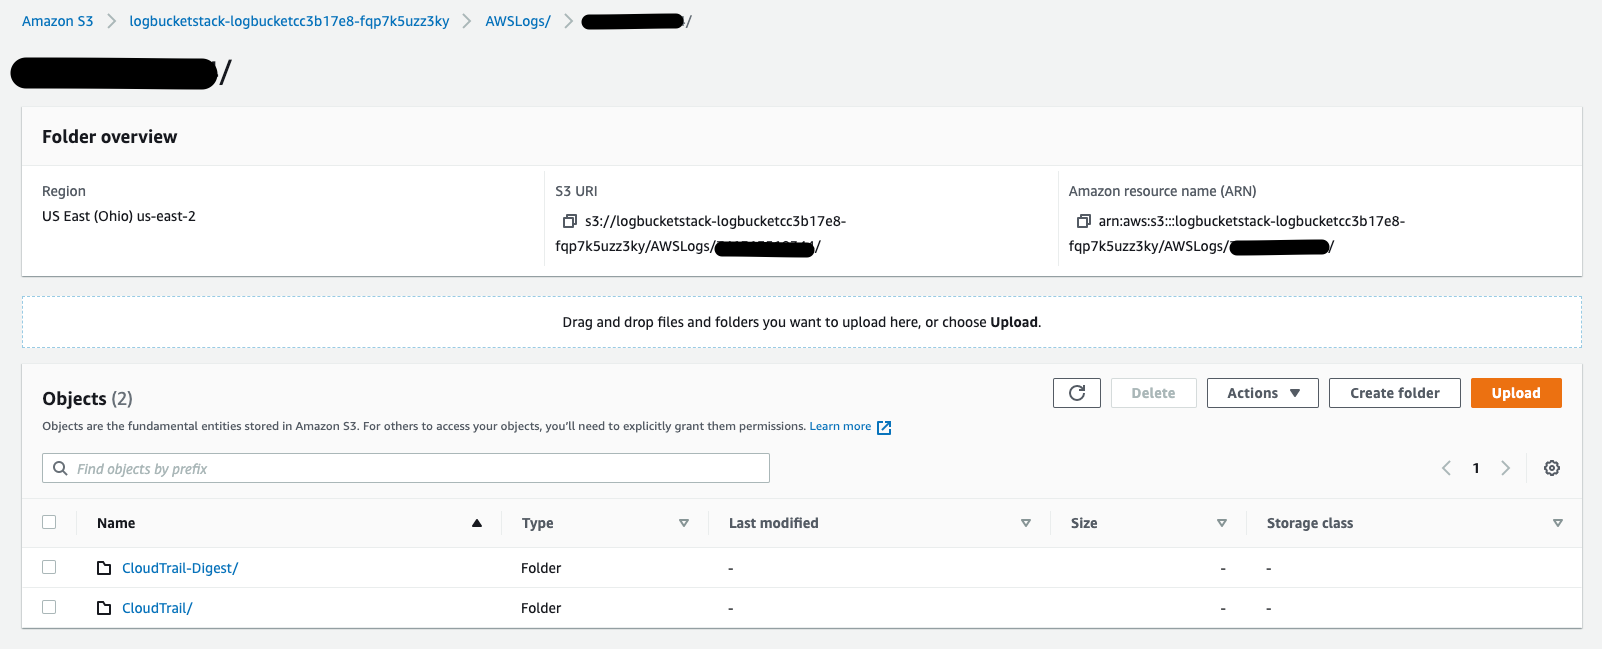 Amazon S3 > logbucketstack-logbucketcc3b17e8-fqp7k5uzz3ky > AWSLogs/ > /
/
Folder overview
Region
US East (Ohio) us-east-2
S3 URI
s3://logbucketstack-logbucketcc3b17e8-
fqp7k5uzz3ky/AWSLogs/ /
Amazon resource name (ARN)
arn:aws:s3:::logbucketstack-logbucketcc3b17e8-
fqp7k5uzz3ky/AWSLogs/ /
Drag and drop files and folders you want to upload here, or choose Upload.
Objects (2)
Delete
Actions
Create folder
Upload
Objects are the fundamental entities stored in Amazon S3. For others to access your objects, you'll need to explicitly grant them permissions. Learn more
Find objects by prefix
1
Name Type Last modified Size Storage class
CloudTrail-Digest/ Folder - - -
CloudTrail/ Folder - - -